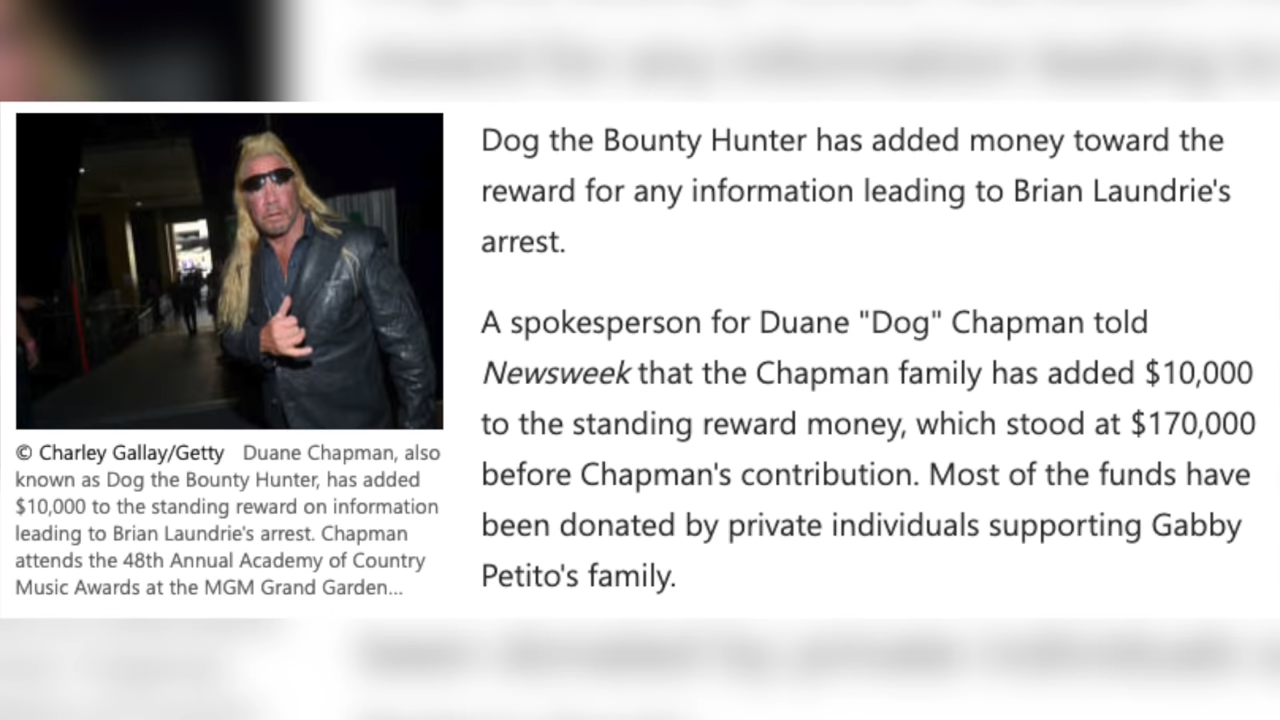 Dog the Bounty Hunter has added money toward the
reward for any information leading to Brian Laundrie's
arrest.
A spokesperson for Duane "Dog" Chapman told
Newsweek that the Chapman family has added $10,000
to the standing reward money, which stood at $170,000
before Chapman's contribution. Most of the funds have
been donated by private individuals supporting Gabby
Petito's family.
© Charley Gallay/Getty Duane Chapman, also
known as Dog the Bounty Hunter, has added
$10,000 to the standing reward on information
leading to Brian Laundrie's arrest. Chapman
attends the 48th Annual Academy of Country
Music Awards at the MGM Grand Garden...